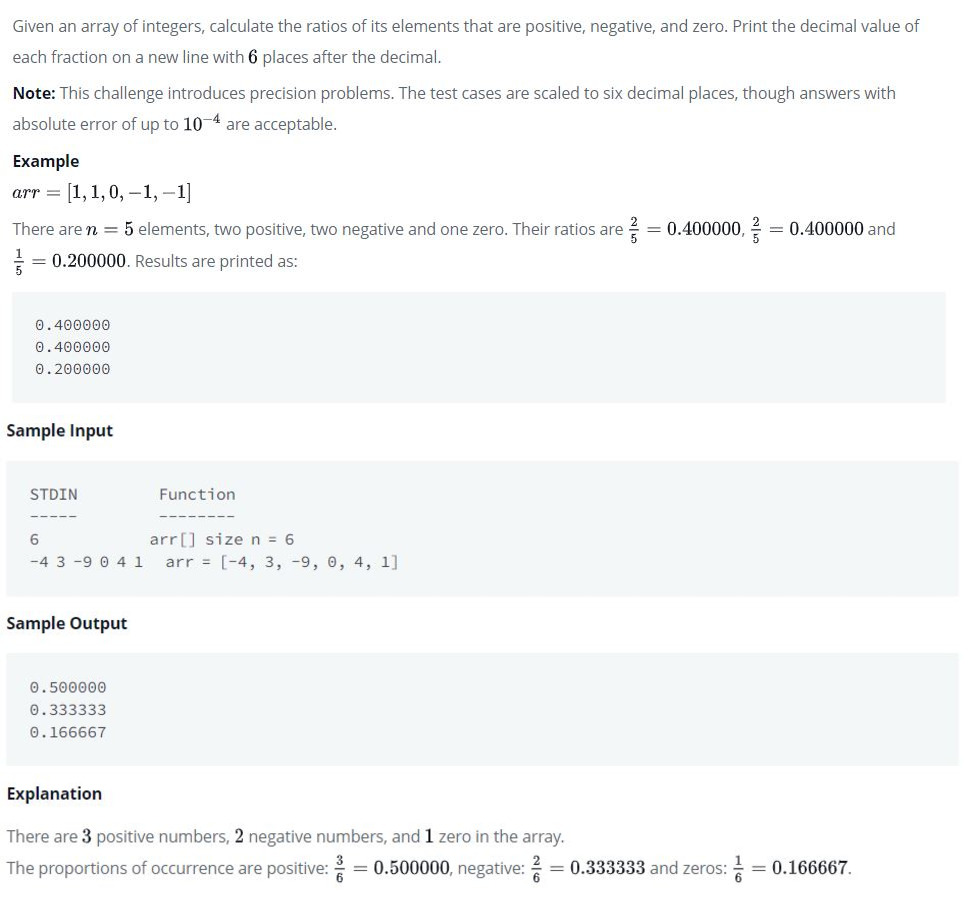 Given an array of integers, calculate the ratios of its elements that are positive, negative, and zero. Print the decimal value of
each fraction on a new line with 6 places after the decimal.
Note: This challenge introduces precision problems. The test cases are scaled to six decimal places, though answers with
absolute error of up to 10⁻⁴ are acceptable.
Example
arr = [1, 1, 0, −1, −1]
There are n = 5 elements, two positive, two negative and one zero. Their ratios are 2/5 = 0.400000, 2/5 = 0.400000 and
1/5 = 0.200000. Results are printed as:
0.400000
0.400000
0.200000
Sample Input
STDIN Function
----- --------
6 arr[] size n = 6
-4 3 -9 0 4 1 arr = [-4, 3, -9, 0, 4, 1]
Sample Output
0.500000
0.333333
0.166667
Explanation
There are 3 positive numbers, 2 negative numbers, and 1 zero in the array.
The proportions of occurrence are positive: 3/6 = 0.500000, negative: 2/6 = 0.333333 and zeros: 1/6 = 0.166667.